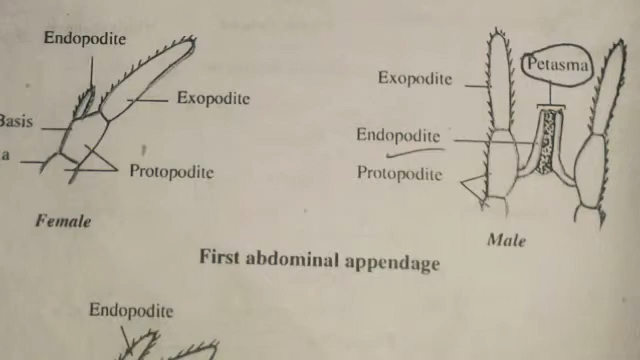 Endopodite
Exopodite
Basis
a
Protopodite
Female
Petasma
Exopodite
Endopodite
Protopodite
Male
First abdominal appendage
Endopodite